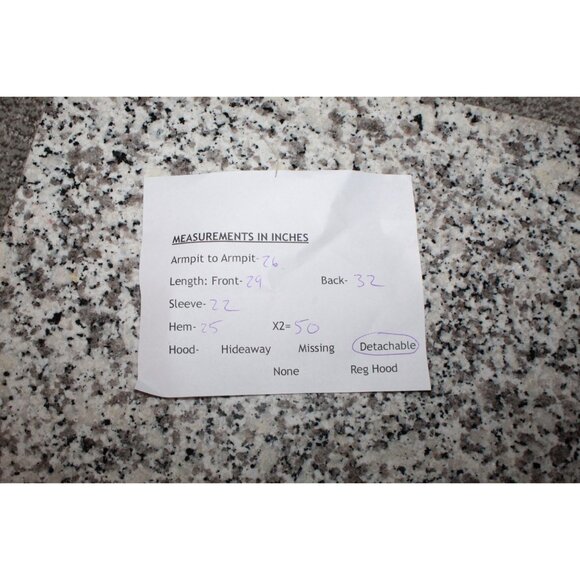 MEASUREMENTS IN INCHES
Armpit to Armpit- 26
Length: Front- 29 Back- 32
Sleeve- 22
Hem- 25 X2= 50
Hood- Hideaway Missing Detachable
None Reg Hood